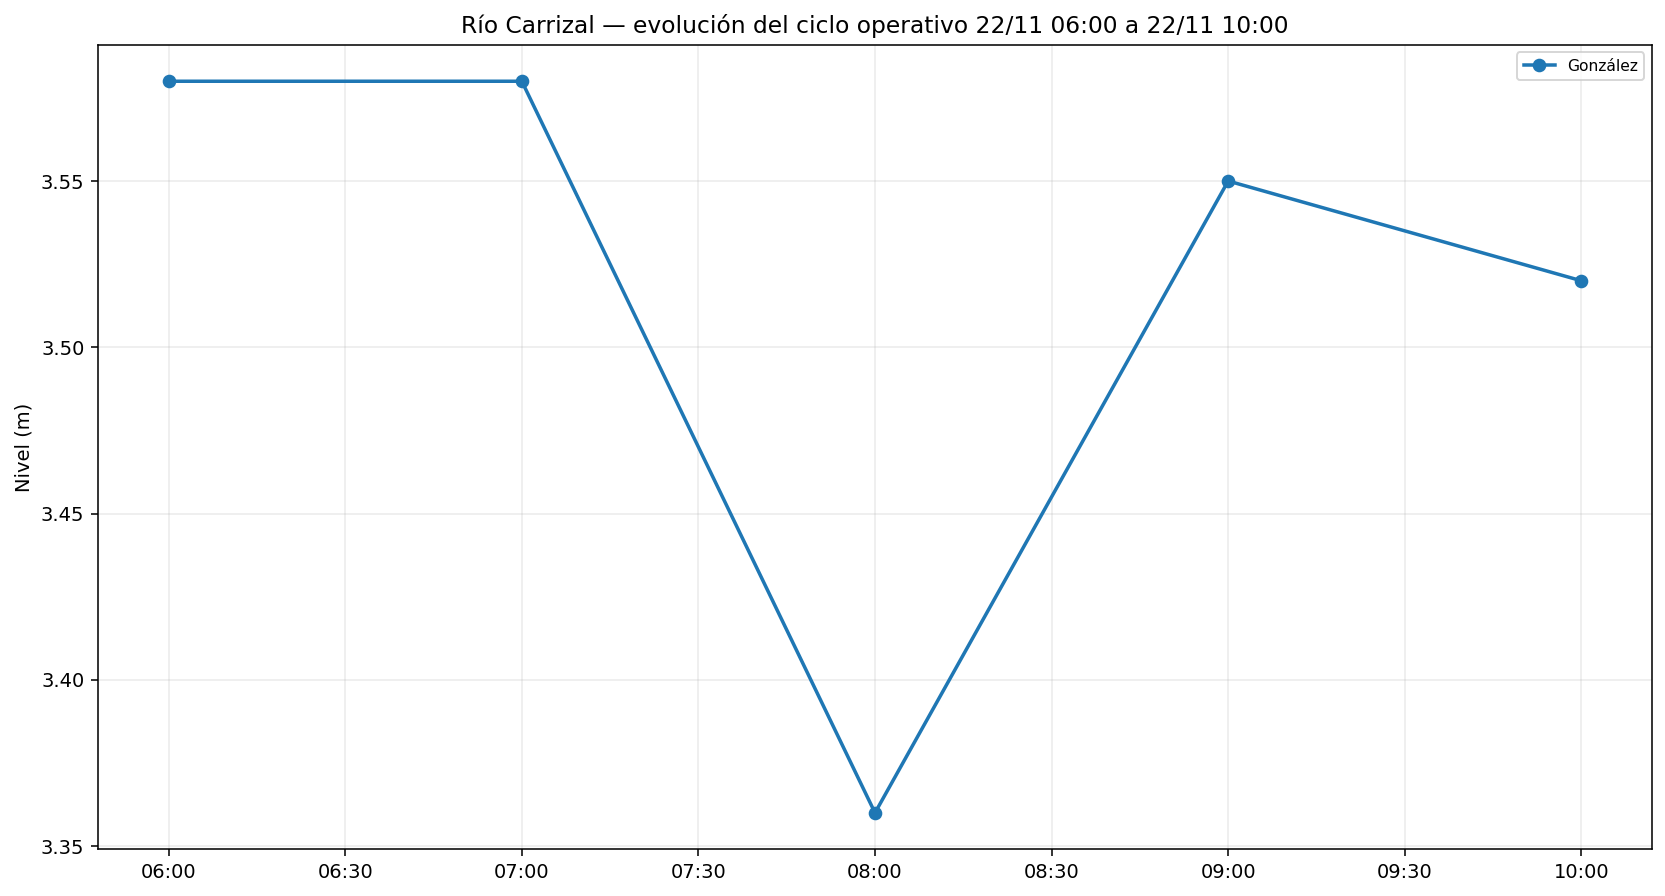 Río Carrizal — evolución del ciclo operativo 22/11 06:00 a 22/11 10:00
González
Nivel (m)
3.55
3.50
3.45
3.40
3.35
06:00 06:30 07:00 07:30 08:00 08:30 09:00 09:30 10:00